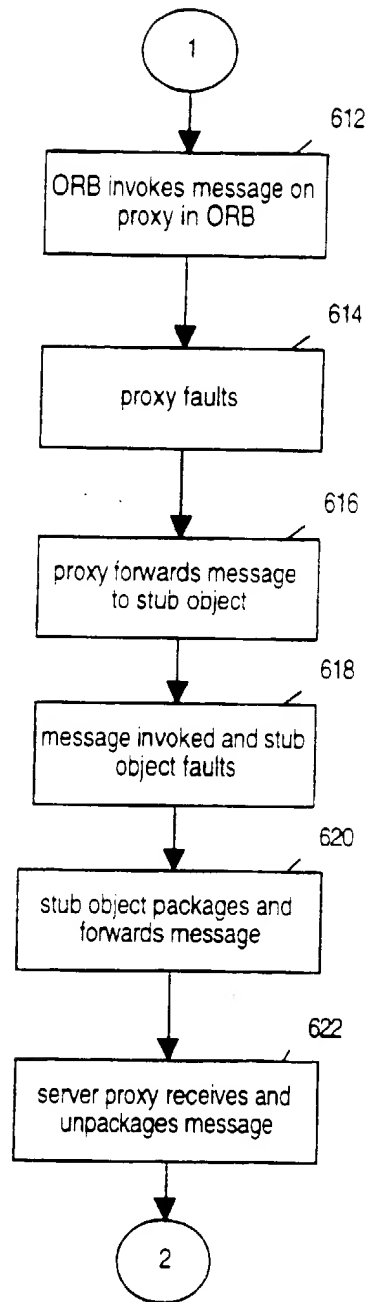 1
612
ORB invokes message on
proxy in ORB
614
proxy faults
616
proxy forwards message
to stub object
618
message invoked and stub
object faults
620
stub object packages and
forwards message
622
server proxy receives and
unpackages message
2